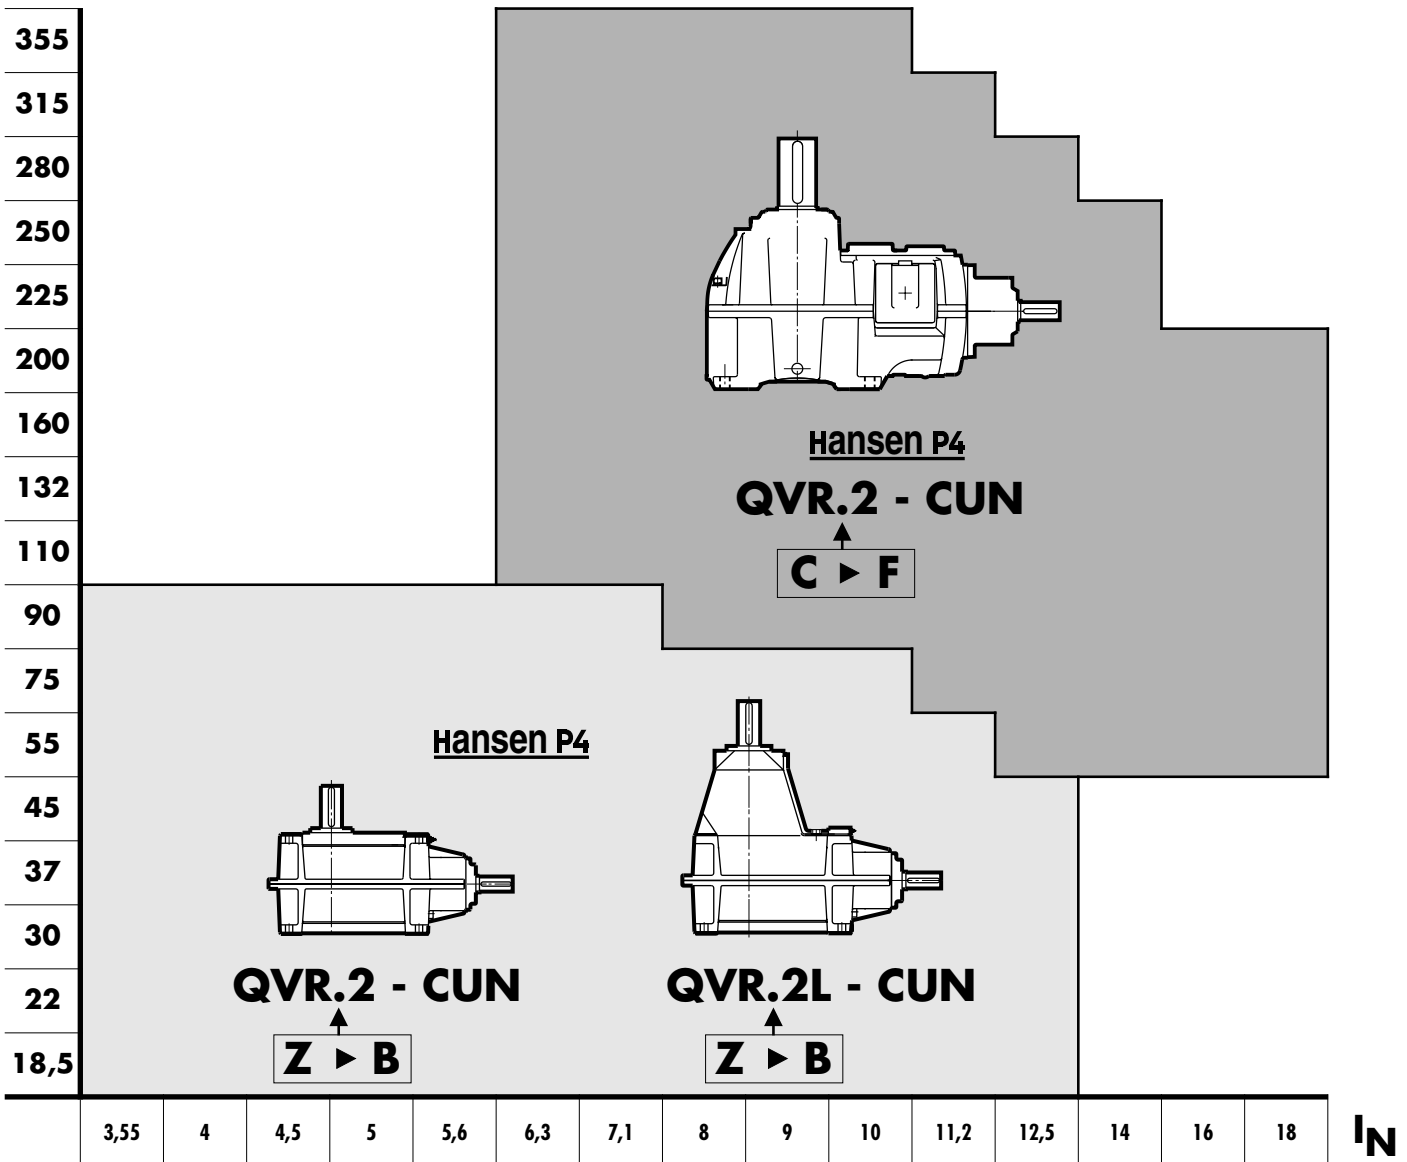 355
315
280
250
225
200
160
132
110
90
75
55
45
37
30
22
18,5
Hansen P4
QVR.2 - CUN
C ► F
Hansen P4
QVR.2 - CUN
Z ► B
QVR.2L - CUN
Z ► B
3,55 4 4,5 5 5,6 6,3 7,1 8 9 10 11,2 12,5 14 16 18 IN